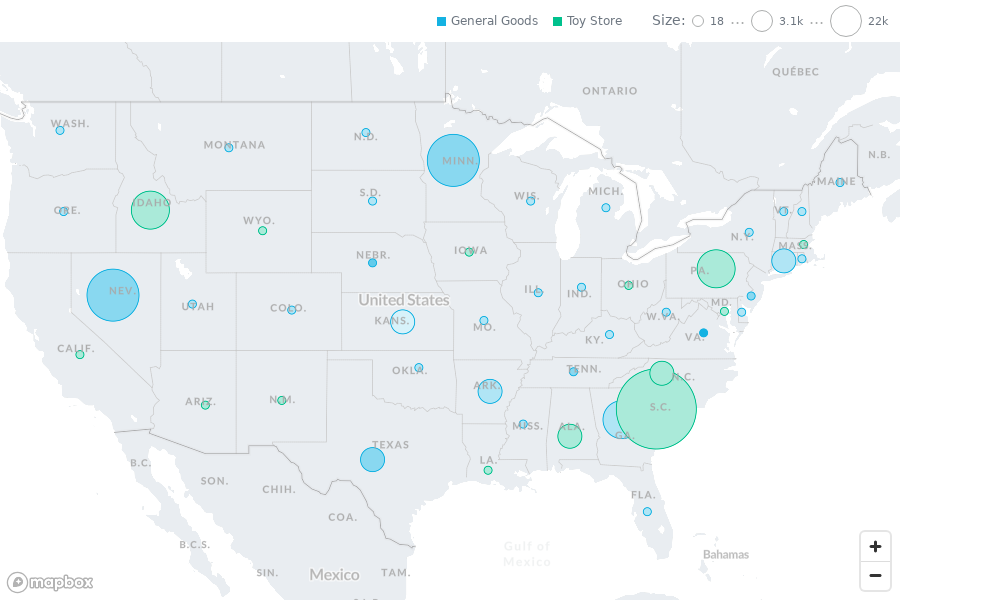 General Goods Toy Store Size: 18 ... 3.1k ... 22k
QUÉBEC
ONTARIO
WASH.
MONTANA
N.D.
MINN.
N.B.
MAINE
ORE.
IDAHO
WYO.
S.D.
WIS.
MICH.
VT.
N.Y.
MASS.
NEBR.
IOWA
PA.
NEV.
UTAH
COLO.
United States
KANS.
MO.
ILL.
IND.
OHIO
W.VA.
MD.
VA.
KY.
CALIF.
ARIZ.
N.M.
OKLA.
ARK.
TENN.
N.C.
S.C.
MISS.
ALA.
GA.
TEXAS
LA.
FLA.
B.C.
SON.
CHIH.
COA.
B.C.S.
SIN.
Mexico
TAM.
Gulf of
Mexico
Bahamas
+
−
mapbox